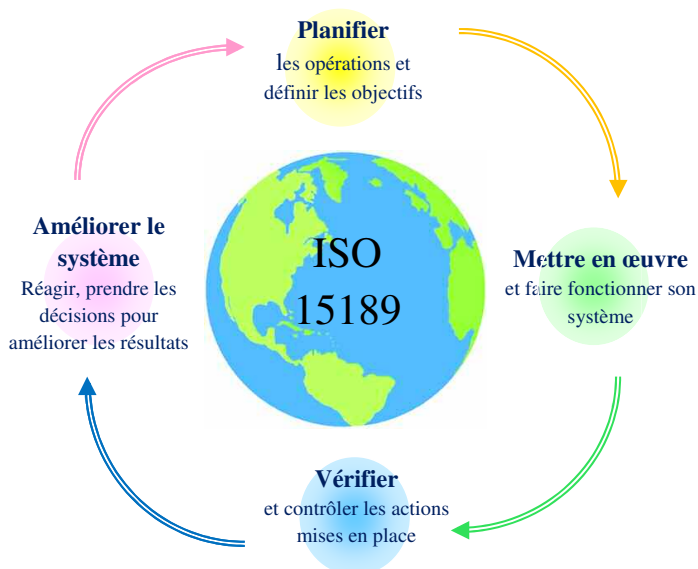 Planifier
les opérations et
définir les objectifs
Améliorer le
système
Réagir, prendre les
décisions pour
améliorer les résultats
ISO
15189
Mettre en œuvre
et faire fonctionner son
système
Vérifier
et contrôler les actions
mises en place